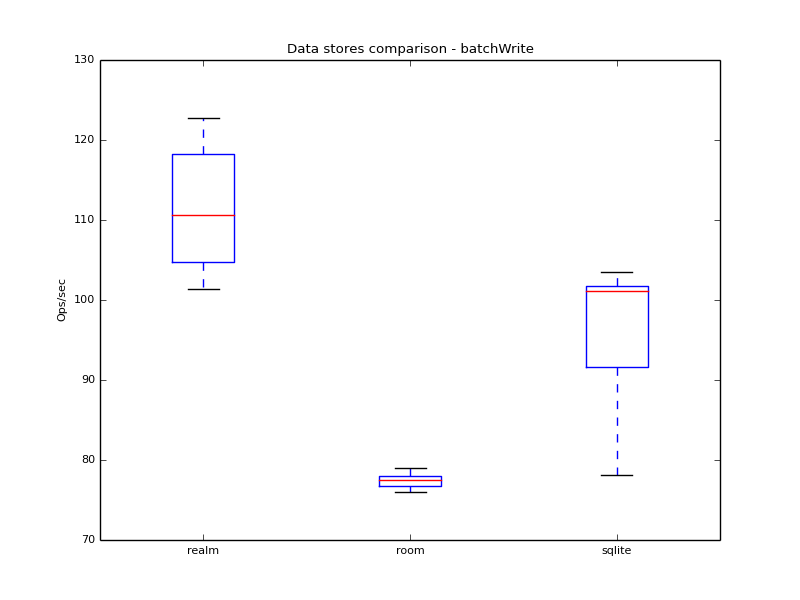 Data stores comparison - batchWrite
130
120
110
100
90
80
70
Ops/sec
realm
room
sqlite